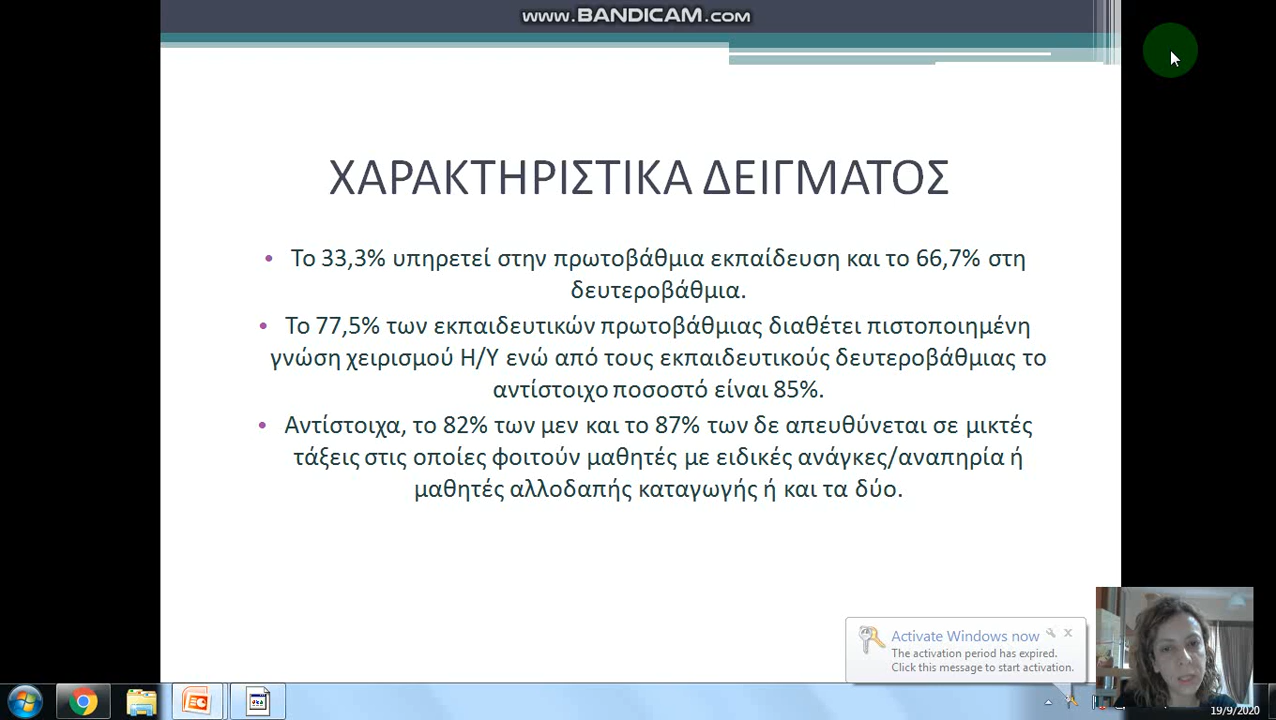 www.BANDICAM.com
ΧΑΡΑΚΤΗΡΙΣΤΙΚΑ ΔΕΙΓΜΑΤΟΣ
• Το 33,3% υπηρετεί στην πρωτοβάθμια εκπαίδευση και το 66,7% στη
δευτεροβάθμια.
• Το 77,5% των εκπαιδευτικών πρωτοβάθμιας διαθέτει πιστοποιημένη
γνώση χειρισμού Η/Υ ενώ από τους εκπαιδευτικούς δευτεροβάθμιας το
αντίστοιχο ποσοστό είναι 85%.
• Αντίστοιχα, το 82% των μεν και το 87% των δε απευθύνεται σε μικτές
τάξεις στις οποίες φοιτούν μαθητές με ειδικές ανάγκες/αναπηρία ή
μαθητές αλλοδαπής καταγωγής ή και τα δύο.
Activate Windows now
The activation period has expired.
Click this message to start activation.
19/9/2020